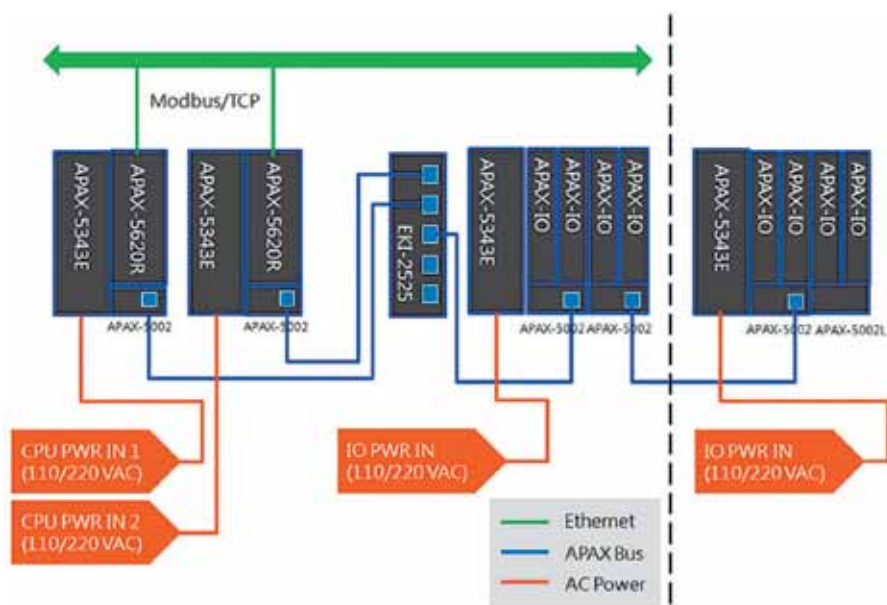 Modbus/TCP
APAX-5343E
APAX-5620R
APAX-5343E
APAX-5620R
EKI-2525
APAX-5343E
APAX-IO
APAX-IO
APAX-IO
APAX-IO
APAX-5343E
APAX-IO
APAX-IO
APAX-IO
APAX-IO
APAX-5002
APAX-5002
APAX-5002
APAX-5002
APAX-5002
APAX-5002L
CPU PWR IN 1
(110/220 VAC)
IO PWR IN
(110/220 VAC)
IO PWR IN
(110/220 VAC)
CPU PWR IN 2
(110/220 VAC)
Ethernet
APAX Bus
AC Power